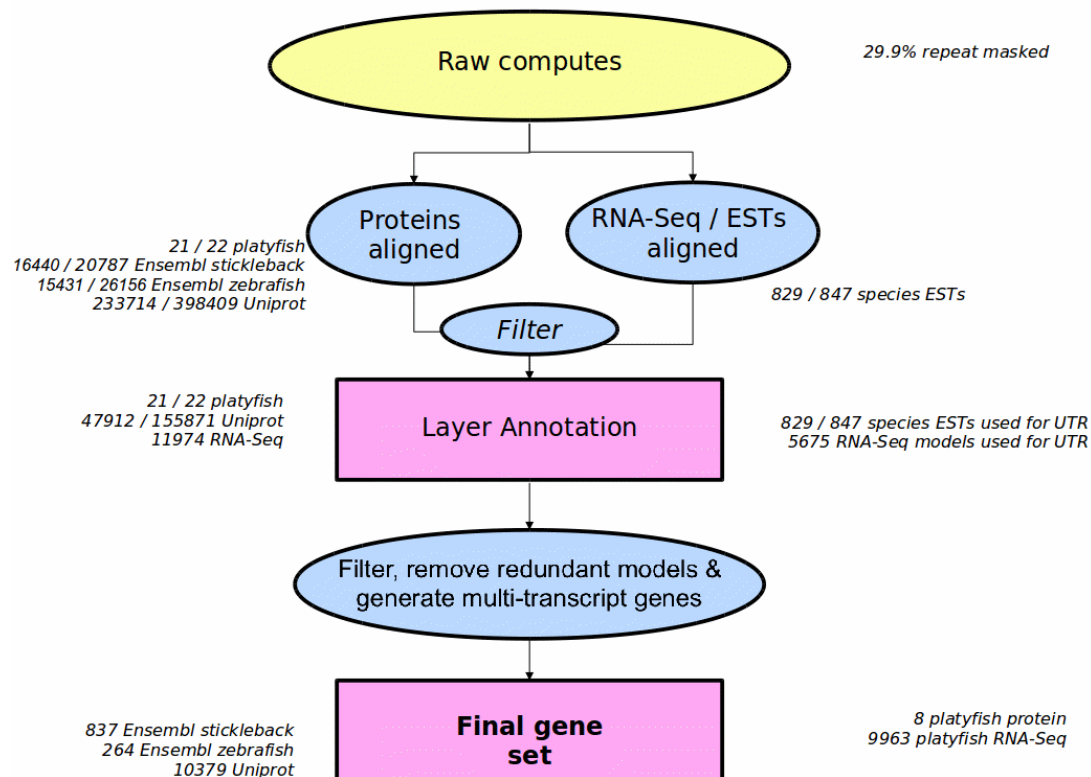 Raw computes
29.9% repeat masked
Proteins
aligned
RNA-Seq / ESTs
aligned
21 / 22 platyfish
16440 / 20787 Ensembl stickleback
15431 / 26156 Ensembl zebrafish
233714 / 398409 Uniprot
829 / 847 species ESTs
Filter
21 / 22 platyfish
47912 / 155871 Uniprot
11974 RNA-Seq
Layer Annotation
829 / 847 species ESTs used for UTR
5675 RNA-Seq models used for UTR
Filter, remove redundant models &
generate multi-transcript genes
837 Ensembl stickleback
264 Ensembl zebrafish
10379 Uniprot
Final gene
set
8 platyfish protein
9963 platyfish RNA-Seq